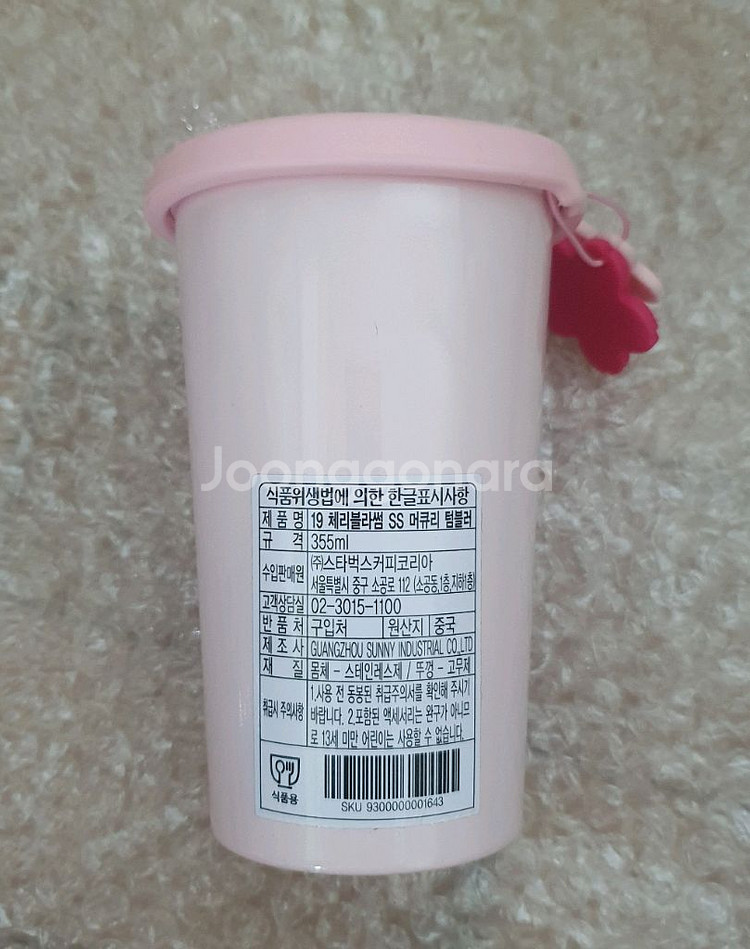 Joonggonara
식품위생법에 의한 한글표시사항
제 품 명 19 체리블라썸 SS 머큐리 텀블러
규 격 355ml
수입판매원 ㈜스타벅스커피코리아
서울특별시 중구 소공로 112 (소공동,1층,지하1층)
고객상담실 02-3015-1100
반 품 처 구입처 원산지 중국
제 조 사 GUANGZHOU SUNNY INDUSTRIAL CO.,LTD
재 질 몸체 - 스테인레스제 / 뚜껑 - 고무제
취급시 주의사항 1.사용 전 동봉된 취급주의서를 확인해 주시기
바랍니다. 2.포함된 액세서리는 완구가 아니므
로 13세 미만 어린이는 사용할 수 없습니다.
식품용
SKU 9300000001643